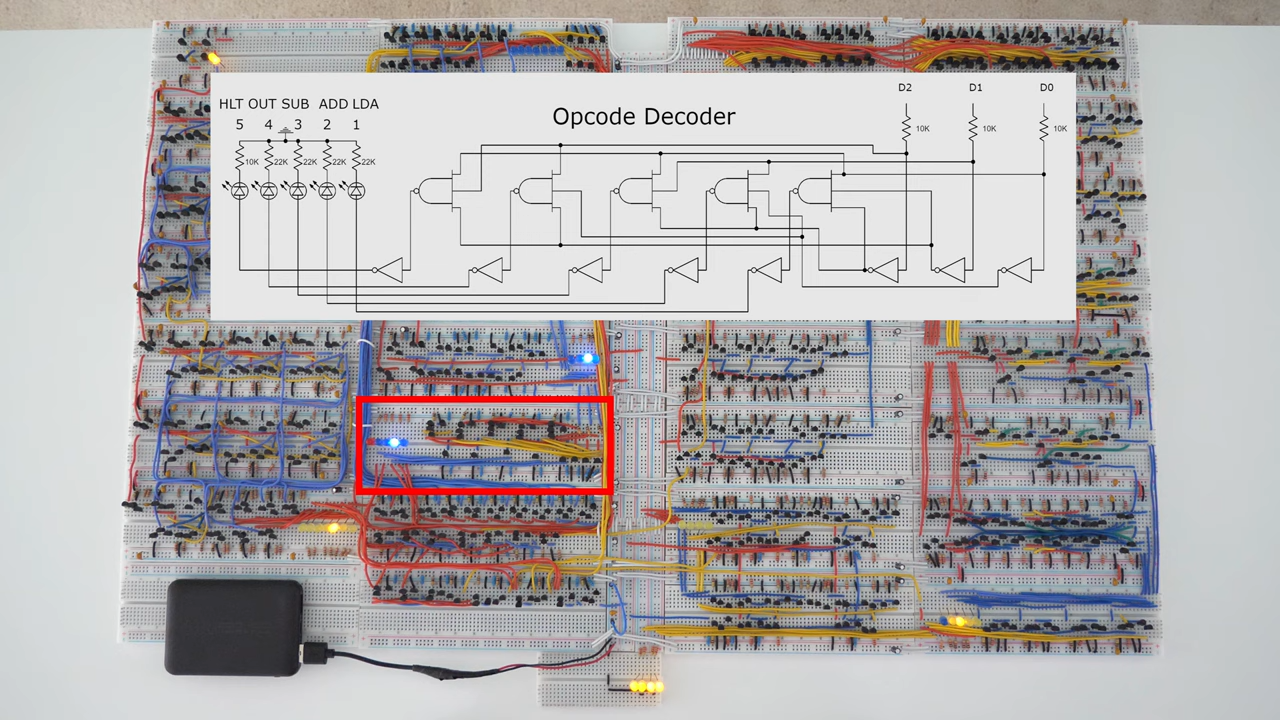 D2 D1 D0
HLT OUT SUB ADD LDA
Opcode Decoder
5 4 3 2 1
10K 10K 10K
10K 22K 22K 22K 22K